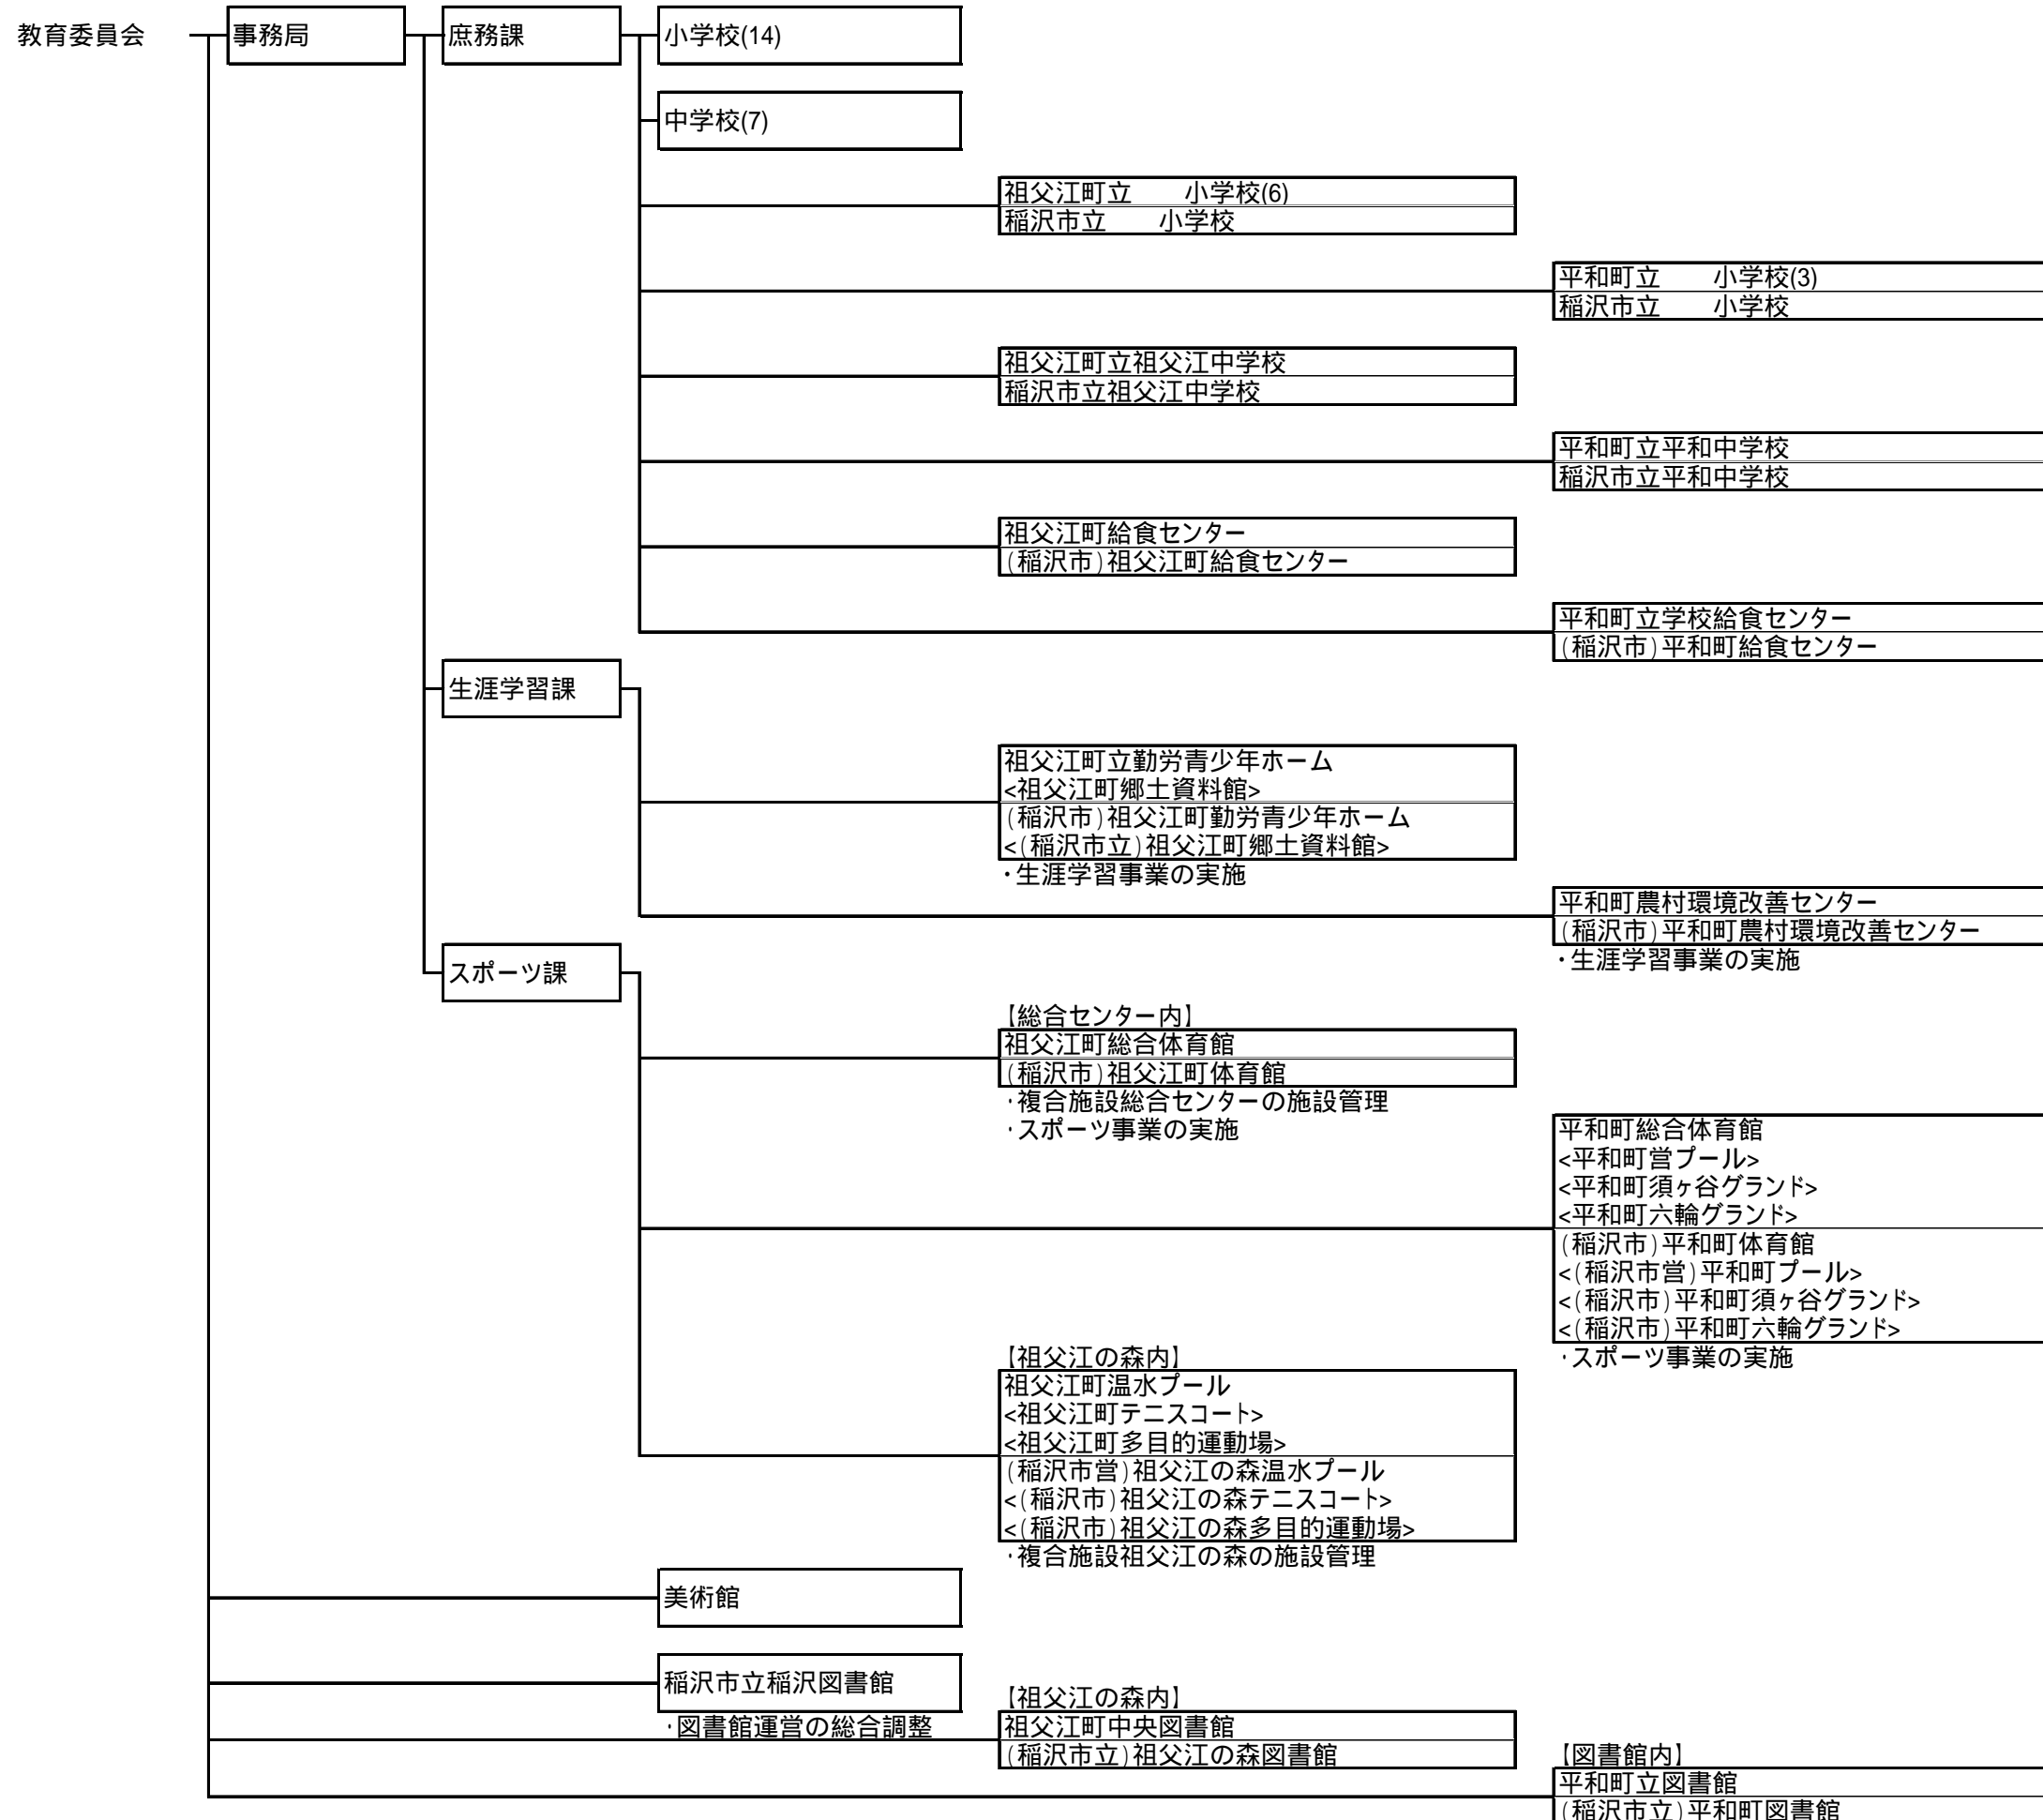 教育委員会
事務局
庶務課
小学校(14)
中学校(7)
祖父江町立　　小学校(6)
稲沢市立　　小学校
平和町立　　小学校(3)
稲沢市立　　小学校
祖父江町立祖父江中学校
稲沢市立祖父江中学校
平和町立平和中学校
稲沢市立平和中学校
祖父江町給食センター
(稲沢市)祖父江町給食センター
平和町立学校給食センター
(稲沢市)平和町給食センター
生涯学習課
祖父江町立勤労青少年ホーム
<祖父江町郷土資料館>
(稲沢市)祖父江町勤労青少年ホーム
<(稲沢市立)祖父江町郷土資料館>
・生涯学習事業の実施
平和町農村環境改善センター
(稲沢市)平和町農村環境改善センター
・生涯学習事業の実施
スポーツ課
【総合センター内】
祖父江町総合体育館
(稲沢市)祖父江町体育館
・複合施設総合センターの施設管理
・スポーツ事業の実施
平和町総合体育館
<平和町営プール>
<平和町須ヶ谷グランド>
<平和町六輪グランド>
(稲沢市)平和町体育館
<(稲沢市営)平和町プール>
<(稲沢市)平和町須ヶ谷グランド>
<(稲沢市)平和町六輪グランド>
・スポーツ事業の実施
【祖父江の森内】
祖父江町温水プール
<祖父江町テニスコート>
<祖父江町多目的運動場>
(稲沢市営)祖父江の森温水プール
<(稲沢市)祖父江の森テニスコート>
<(稲沢市)祖父江の森多目的運動場>
・複合施設祖父江の森の施設管理
美術館
稲沢市立稲沢図書館
・図書館運営の総合調整
【祖父江の森内】
祖父江町中央図書館
(稲沢市立)祖父江の森図書館
【図書館内】
平和町立図書館
(稲沢市立)平和町図書館